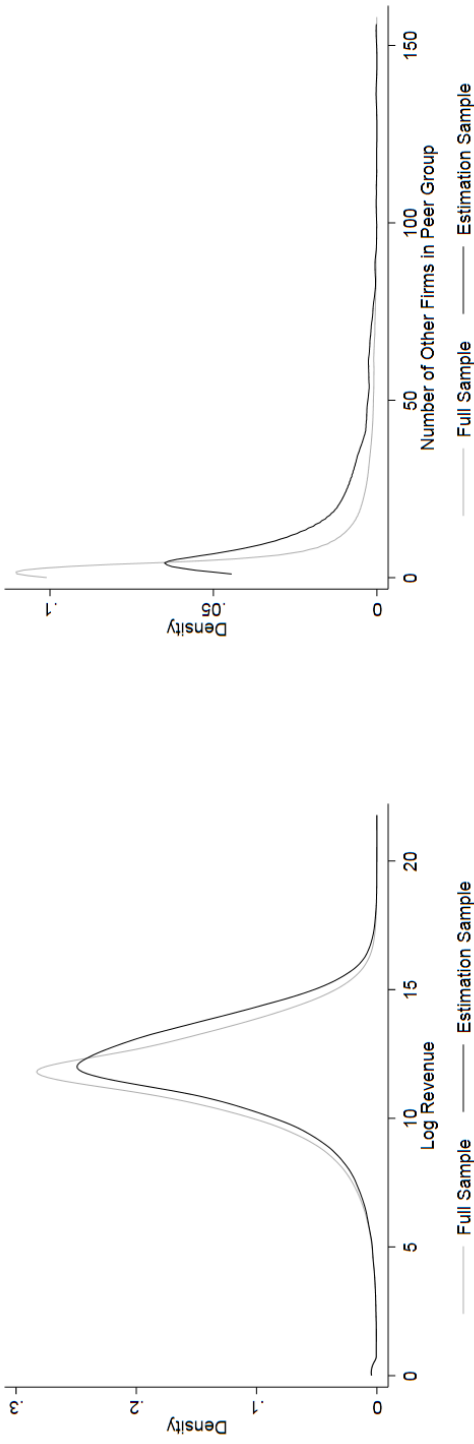 Density
.3
.2
.1
0
0
5
10
15
20
Log Revenue
Full Sample
Estimation Sample
Density
.1
.05
0
0
50
100
150
Number of Other Firms in Peer Group
Full Sample
Estimation Sample